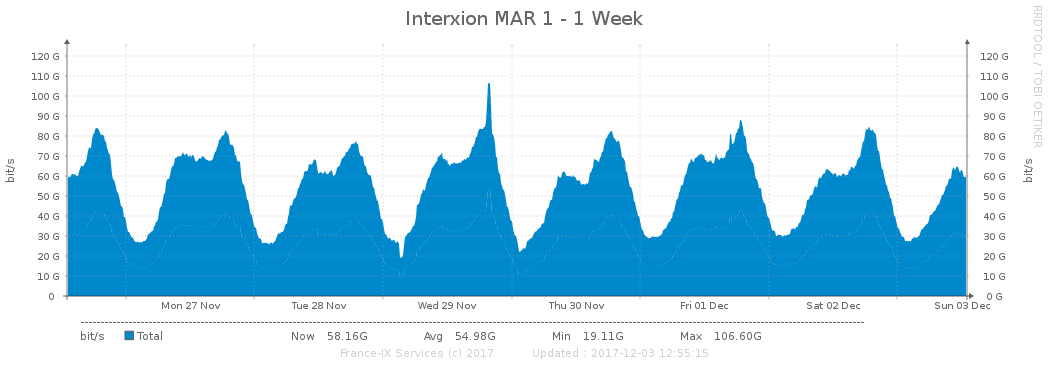 Interxion MAR 1 - 1 Week
RRDTOOL / TOBI OETIKER
bit/s
bit/s
120 G 120 G
110 G 110 G
100 G 100 G
90 G 90 G
80 G 80 G
70 G 70 G
60 G 60 G
50 G 50 G
40 G 40 G
30 G 30 G
20 G 20 G
10 G 10 G
0 0 G
Mon 27 Nov Tue 28 Nov Wed 29 Nov Thu 30 Nov Fri 01 Dec Sat 02 Dec Sun 03 Dec
bit/s Total Now 58.16G Avg 54.98G Min 19.11G Max 106.60G
France-IX Services (c) 2017 Updated : 2017-12-03 12:55:15